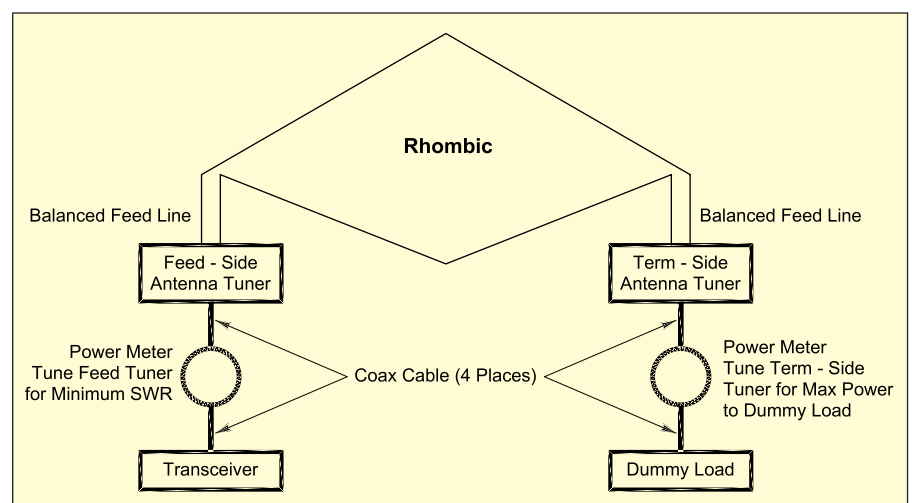 Rhombic
Balanced Feed Line
Balanced Feed Line
Feed - Side
Antenna Tuner
Term - Side
Antenna Tuner
Power Meter
Tune Feed Tuner
for Minimum SWR
Coax Cable (4 Places)
Power Meter
Tune Term - Side
Tuner for Max Power
to Dummy Load
Transceiver
Dummy Load